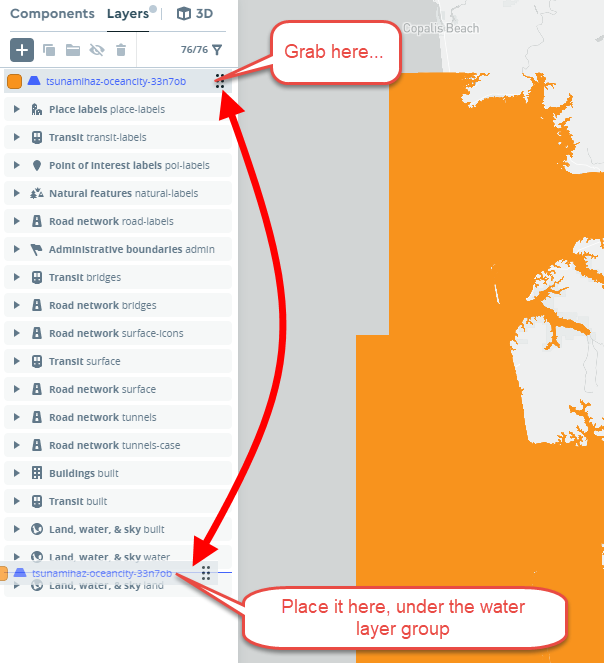 Components Layers 3D
76/76
tsunamihaz-oceancity-33n7ob
Place labels place-labels
Transit transit-labels
Point of interest labels poi-labels
Natural features natural-labels
Road network road-labels
Administrative boundaries admin
Transit bridges
Road network bridges
Road network surface-icons
Transit surface
Road network surface
Road network tunnels
Road network tunnels-case
Buildings built
Transit built
Land, water, & sky built
Land, water, & sky water
tsunamihaz-oceancity-33n7ob
Land, water, & sky land
Copalis Beach
Grab here...
Place it here, under the water
layer group